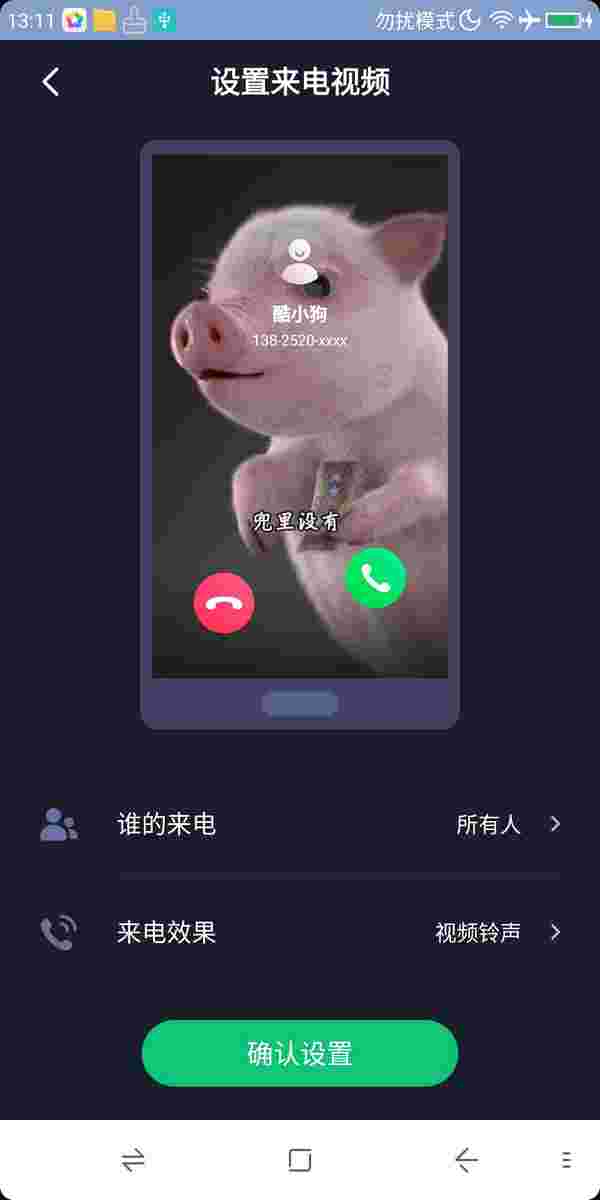 13:11 勿扰模式
设置来电视频
酷小狗
138-2520-xxxx
兜里没有
谁的来电 所有人
来电效果 视频铃声
确认设置